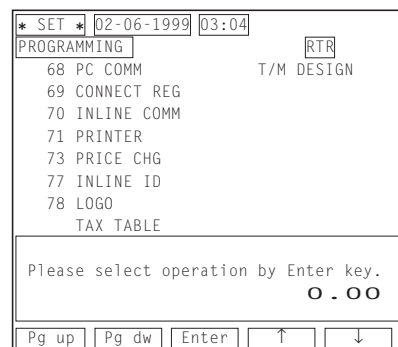 * SET * 02-06-1999 03:04
PROGRAMMING RTR
68 PC COMM T/M DESIGN
69 CONNECT REG
70 INLINE COMM
71 PRINTER
73 PRICE CHG
77 INLINE ID
78 LOGO
TAX TABLE
Please select operation by Enter key.
0.00
Pg up Pg dw Enter ↑ ↓